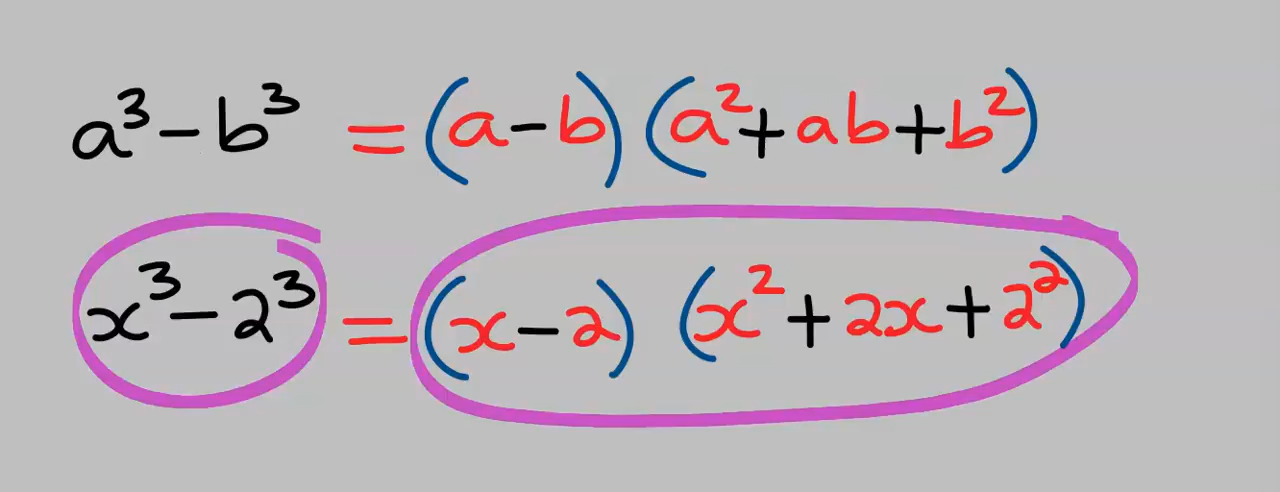 a³ - b³ = (a - b) (a² + ab + b²)
x³ - 2³ = (x - 2) (x² + 2x + 2²)